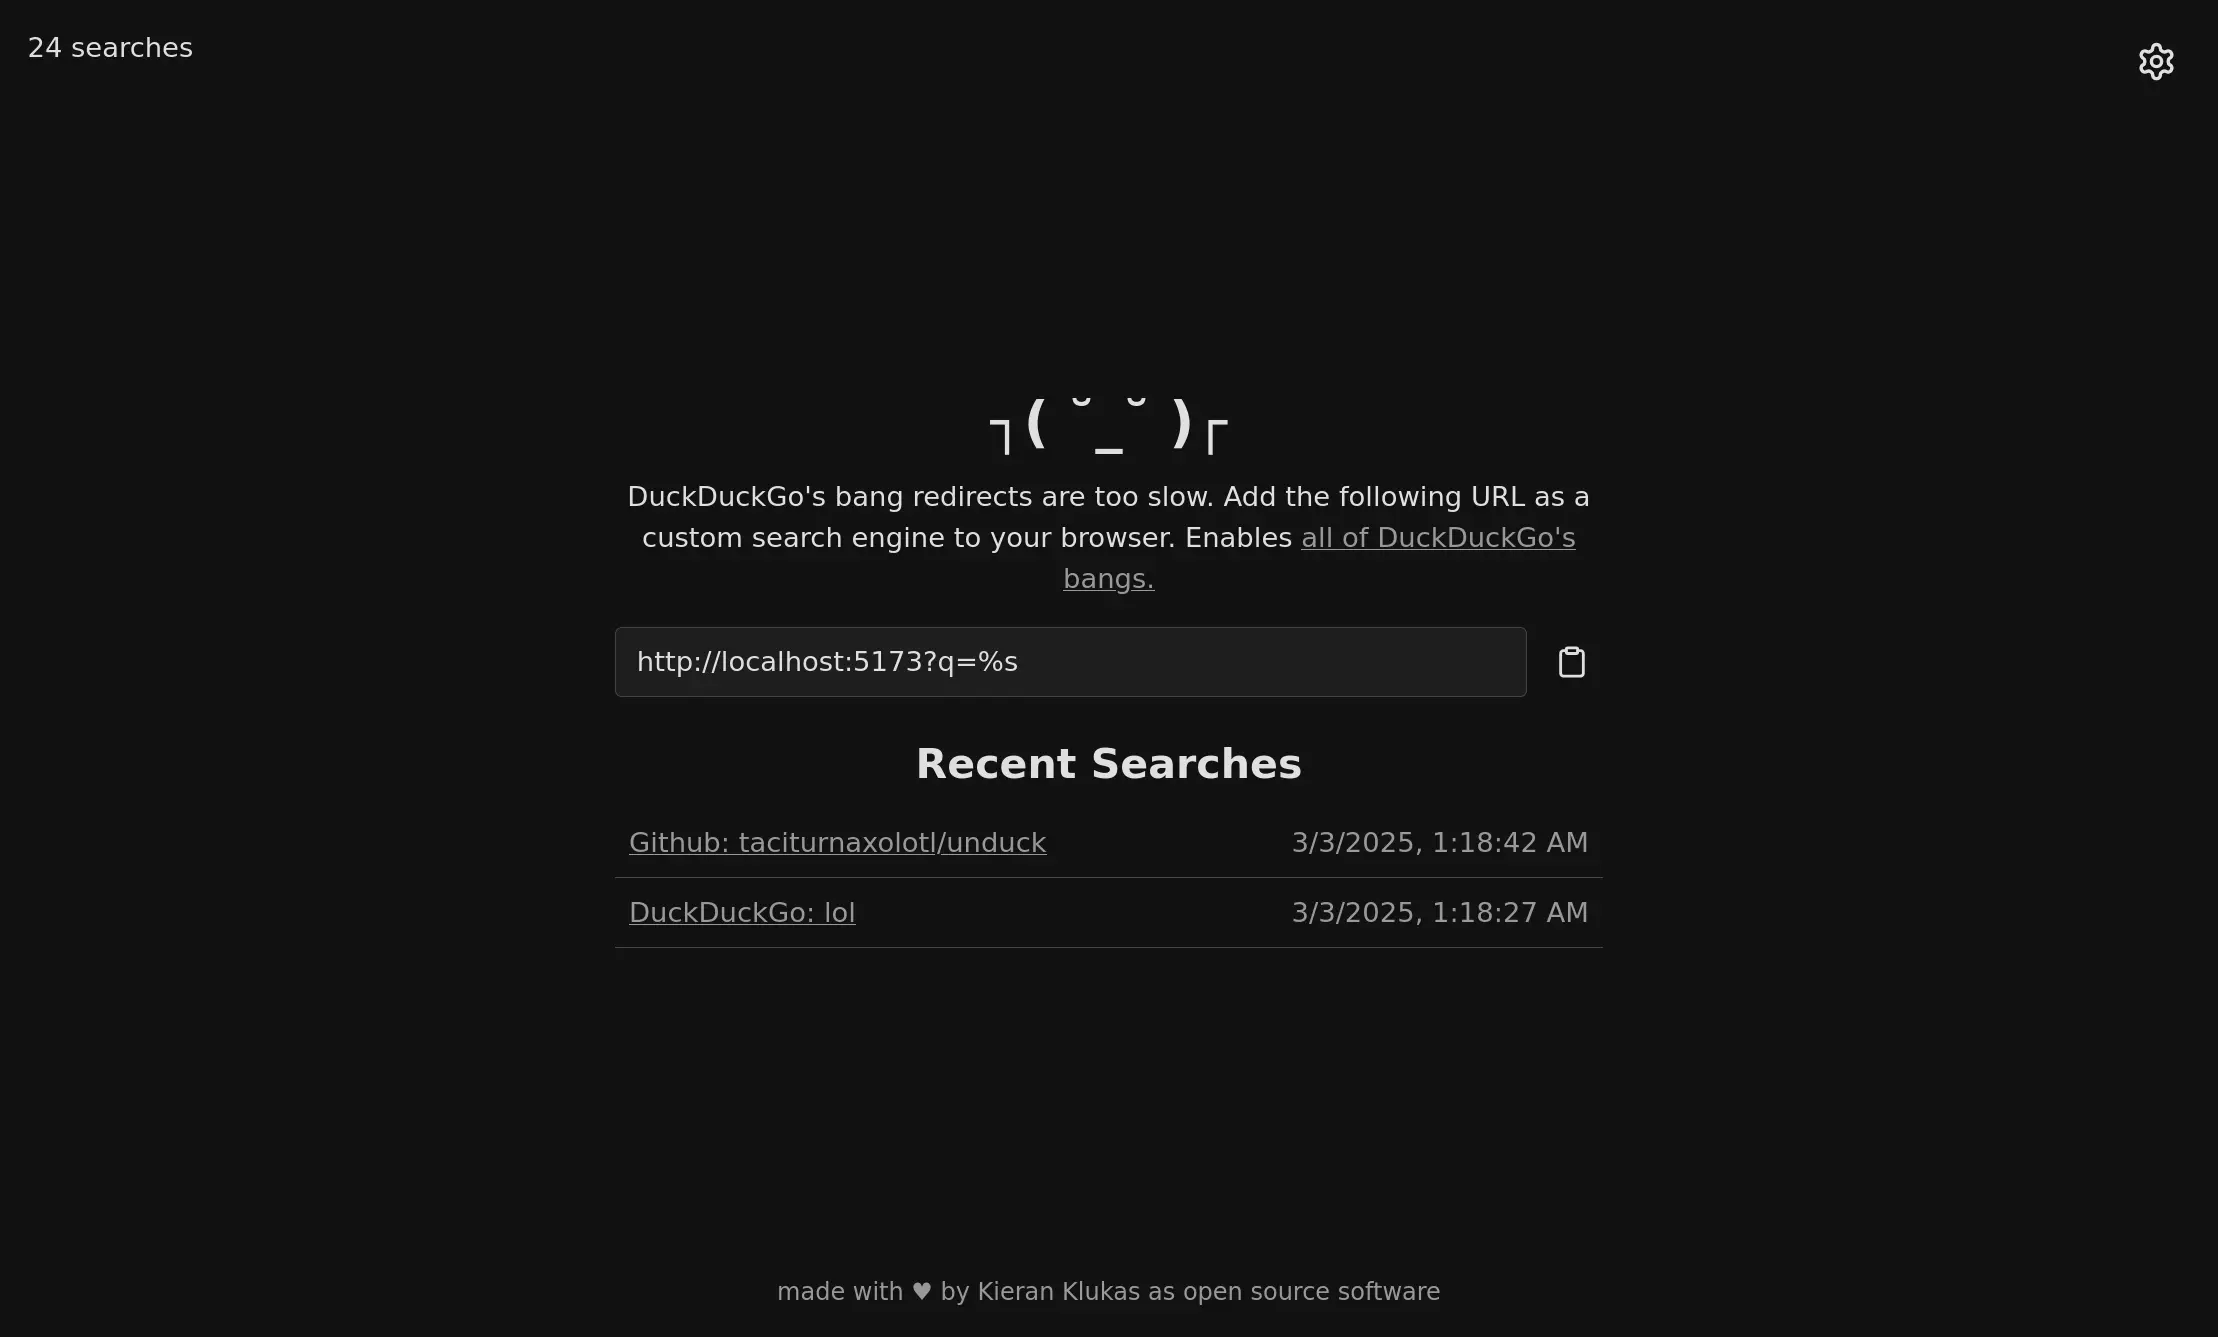 24 searches
┐( ˘_˘ )┌
DuckDuckGo's bang redirects are too slow. Add the following URL as a
custom search engine to your browser. Enables all of DuckDuckGo's
bangs.
http://localhost:5173?q=%s
Recent Searches
Github: taciturnaxolotl/unduck 3/3/2025, 1:18:42 AM
DuckDuckGo: lol 3/3/2025, 1:18:27 AM
made with ♥ by Kieran Klukas as open source software